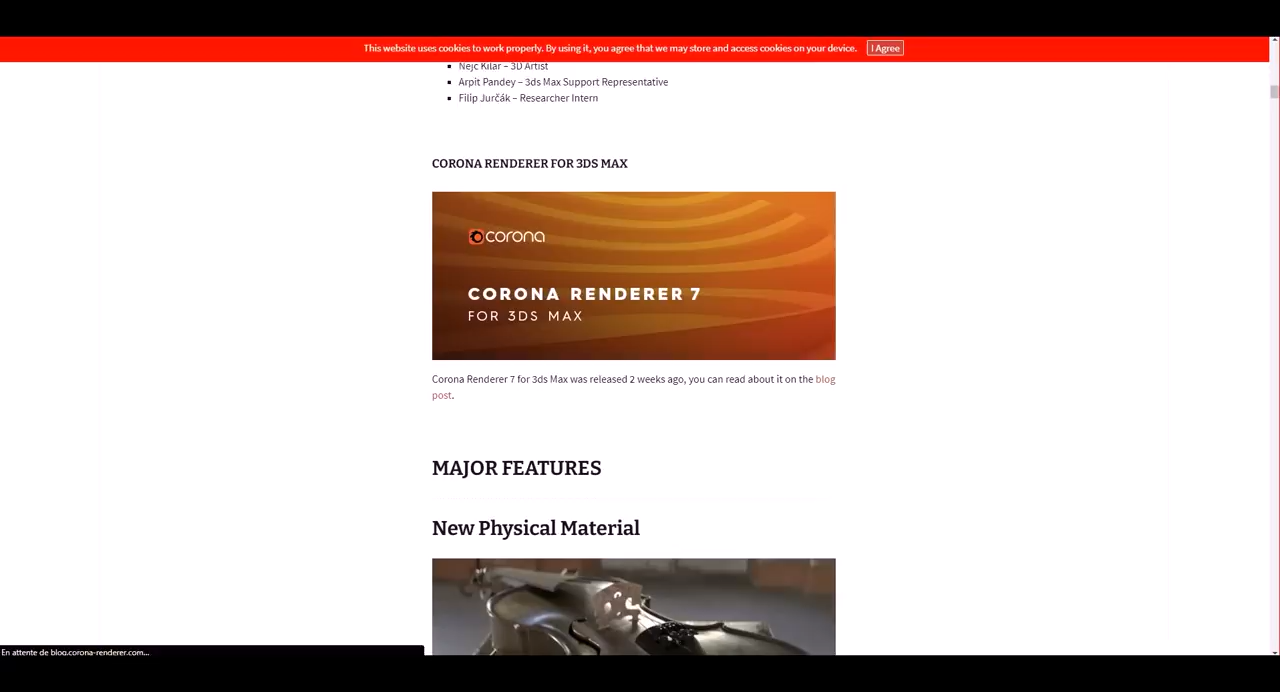 This website uses cookies to work properly. By using it, you agree that we may store and access cookies on your device. I Agree
Nejc Kilar – 3D Artist
Arpit Pandey – 3ds Max Support Representative
Filip Jurčák – Researcher Intern
CORONA RENDERER FOR 3DS MAX
corona
CORONA RENDERER 7
FOR 3DS MAX
Corona Renderer 7 for 3ds Max was released 2 weeks ago, you can read about it on the blog
post.
MAJOR FEATURES
New Physical Material
En attente de blog.corona-renderer.com...